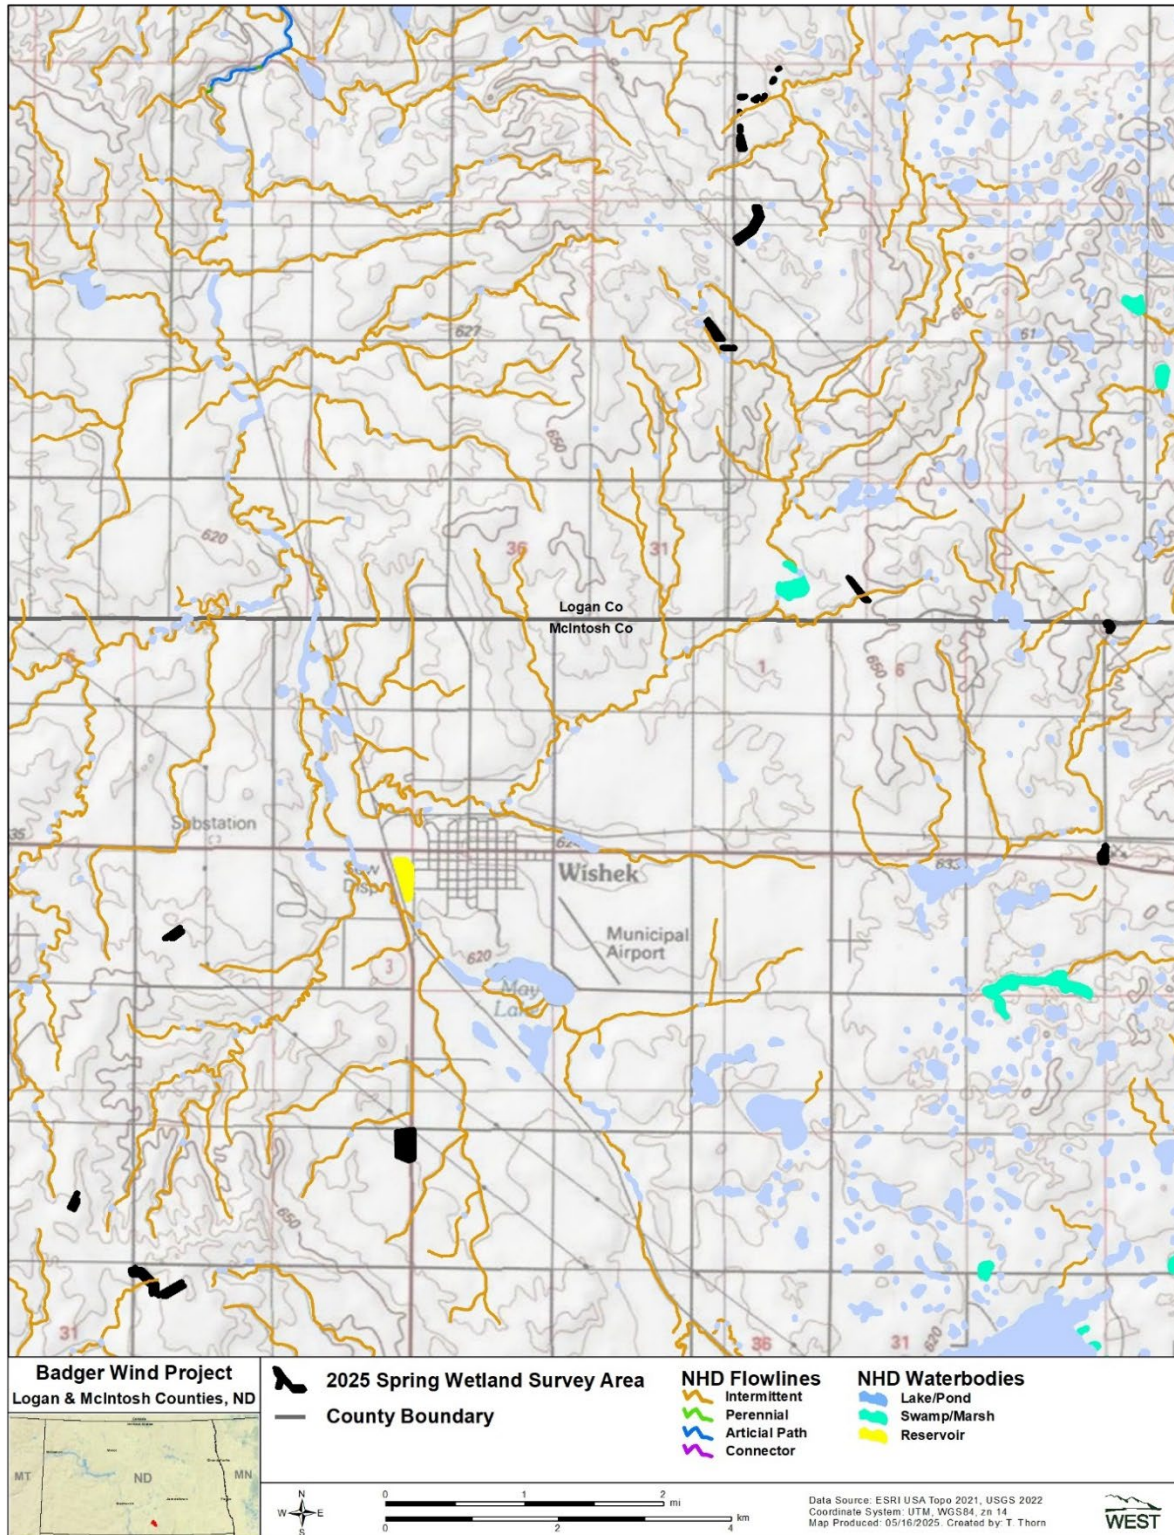 627
650
61
650
620
36
31
Logan Co
McIntosh Co
6
1
650
6
Substation
Wishek
633
Municipal
Airport
3
620
May
Lake
650
31
36
31
620
Badger Wind Project
Logan & McIntosh Counties, ND
MT
ND
MN
2025 Spring Wetland Survey Area
County Boundary
NHD Flowlines
Intermittent
Perennial
Articial Path
Connector
NHD Waterbodies
Lake/Pond
Swamp/Marsh
Reservoir
N
W E
S
0 1 2
mi
0 2 4
km
Data Source: ESRI USA Topo 2021, USGS 2022
Coordinate System: UTM, WGS84, zn 14
Map Produced: 05/16/2025. Created by: T. Thorn
WEST